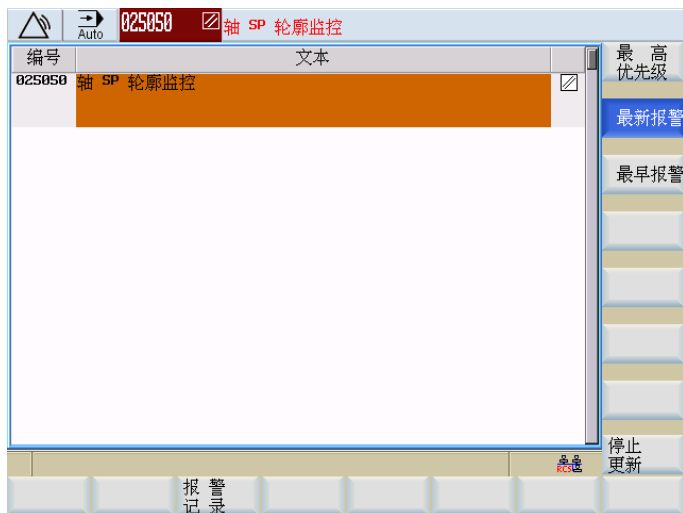 Auto
025050
轴 SP 轮廓监控
编号
文本
025050 轴 SP 轮廓监控
最 高
优先级
最新报警
最早报警
停止
更新
RCS
报 警
记 录